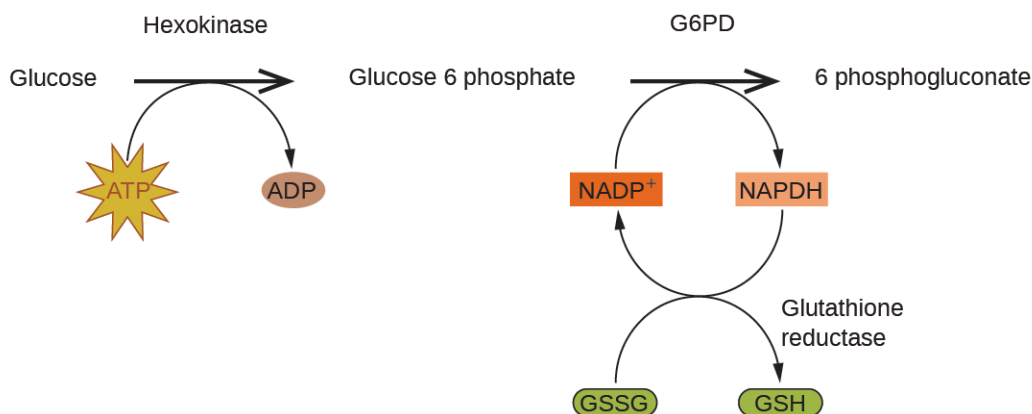 Hexokinase
G6PD
Glucose
Glucose 6 phosphate
6 phosphogluconate
ATP
ADP
NADP⁺
NAPDH
Glutathione
reductase
GSSG
GSH